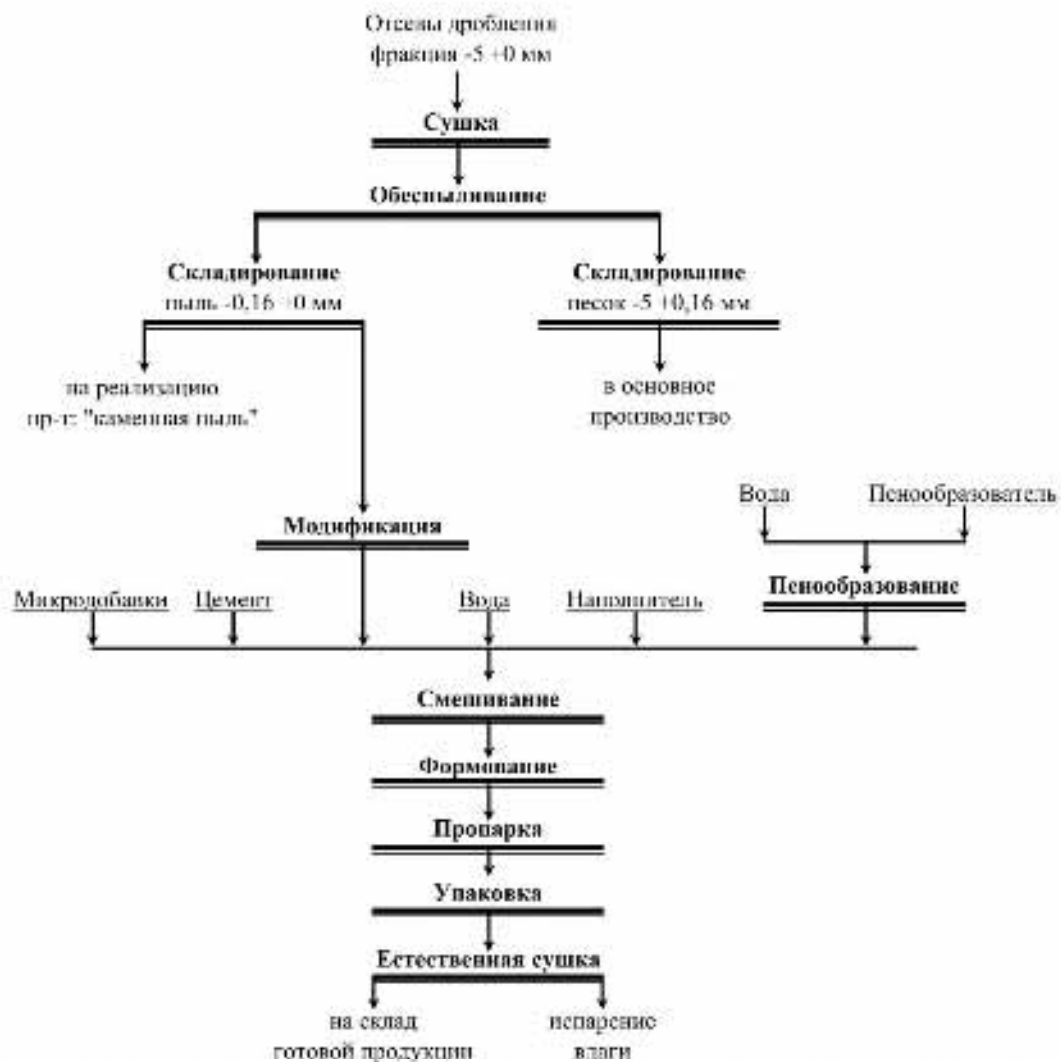 Отсевы дробления
фракция -5 +0 мм
Сушка
Обеспыливание
Складирование
пыль -0,16 +0 мм
Складирование
песок -5 +0,16 мм
на реализацию
пр-т: "каменная пыль"
в основное
производство
Вода
Пенообразователь
Модификация
Пенообразование
Микродобавки
Цемент
Вода
Наполнитель
Смешивание
Формование
Пропарка
Упаковка
Естественная сушка
на склад
готовой продукции
испарение
влаги